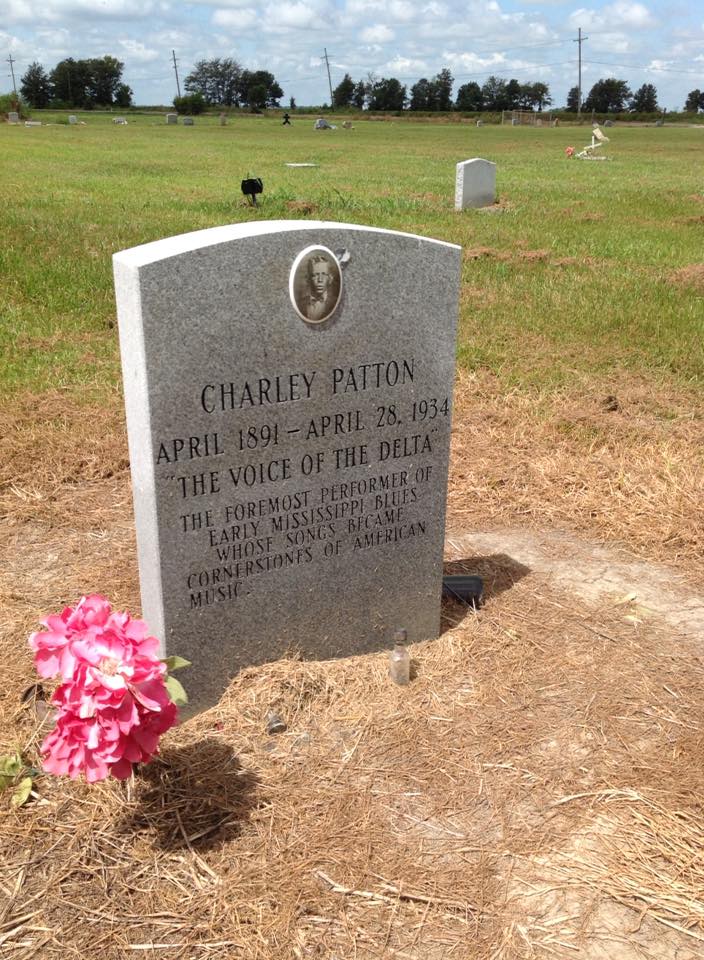 CHARLEY PATTON
APRIL 1891 – APRIL 28, 1934
"THE VOICE OF THE DELTA"
THE FOREMOST PERFORMER OF
EARLY MISSISSIPPI BLUES
WHOSE SONGS BECAME
CORNERSTONES OF AMERICAN
MUSIC.